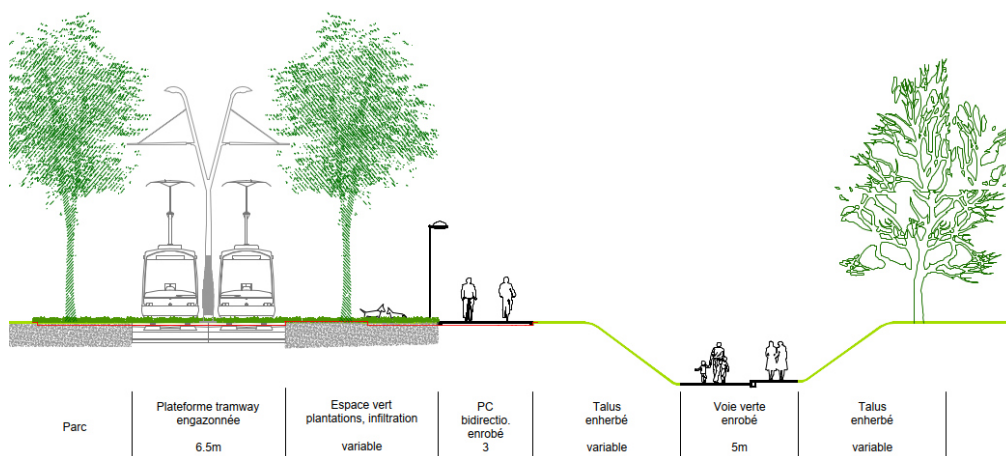 Parc
Plateforme tramway
engazonnée
6.5m
Espace vert
plantations, infiltration
variable
PC
bidirectio.
enrobé
3
Talus
enherbé
variable
Voie verte
enrobé
5m
Talus
enherbé
variable